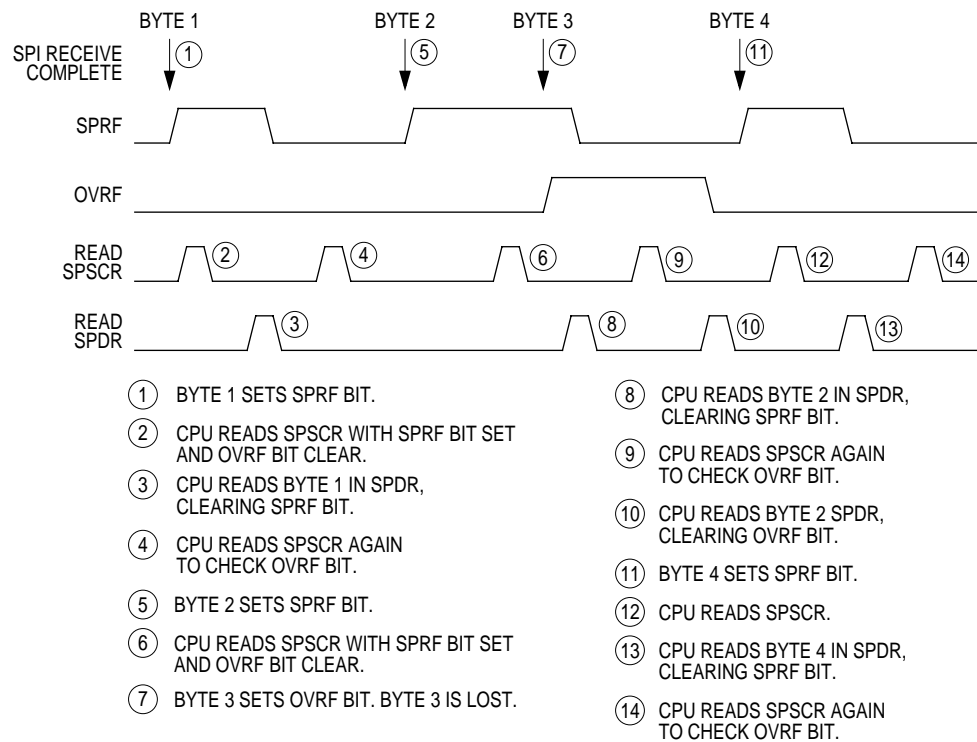 BYTE 1 BYTE 2 BYTE 3 BYTE 4
SPI RECEIVE
COMPLETE
1 5 7 11
SPRF
OVRF
READ
SPSCR
2 4 6 9 12 14
READ
SPDR
3 8 10 13
1 BYTE 1 SETS SPRF BIT.
2 CPU READS SPSCR WITH SPRF BIT SET
AND OVRF BIT CLEAR.
3 CPU READS BYTE 1 IN SPDR,
CLEARING SPRF BIT.
4 CPU READS SPSCR AGAIN
TO CHECK OVRF BIT.
5 BYTE 2 SETS SPRF BIT.
6 CPU READS SPSCR WITH SPRF BIT SET
AND OVRF BIT CLEAR.
7 BYTE 3 SETS OVRF BIT. BYTE 3 IS LOST.
8 CPU READS BYTE 2 IN SPDR,
CLEARING SPRF BIT.
9 CPU READS SPSCR AGAIN
TO CHECK OVRF BIT.
10 CPU READS BYTE 2 SPDR,
CLEARING OVRF BIT.
11 BYTE 4 SETS SPRF BIT.
12 CPU READS SPSCR.
13 CPU READS BYTE 4 IN SPDR,
CLEARING SPRF BIT.
14 CPU READS SPSCR AGAIN
TO CHECK OVRF BIT.